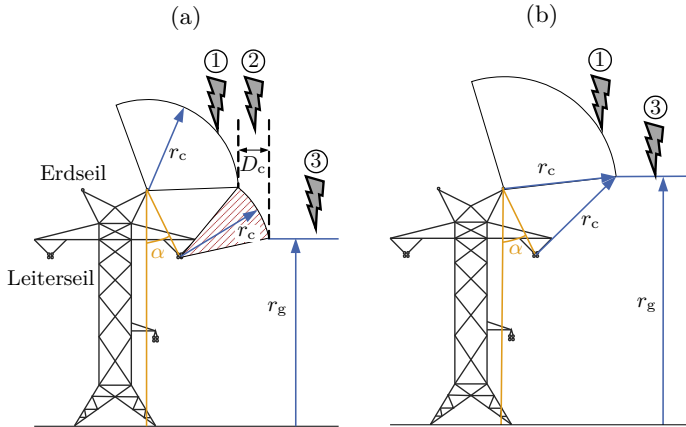 (a)
(b)
1
2
1
3
3
r_c
D_c
Erdseil
r_c
r_c
r_c
α
α
Leiterseil
r_g
r_g